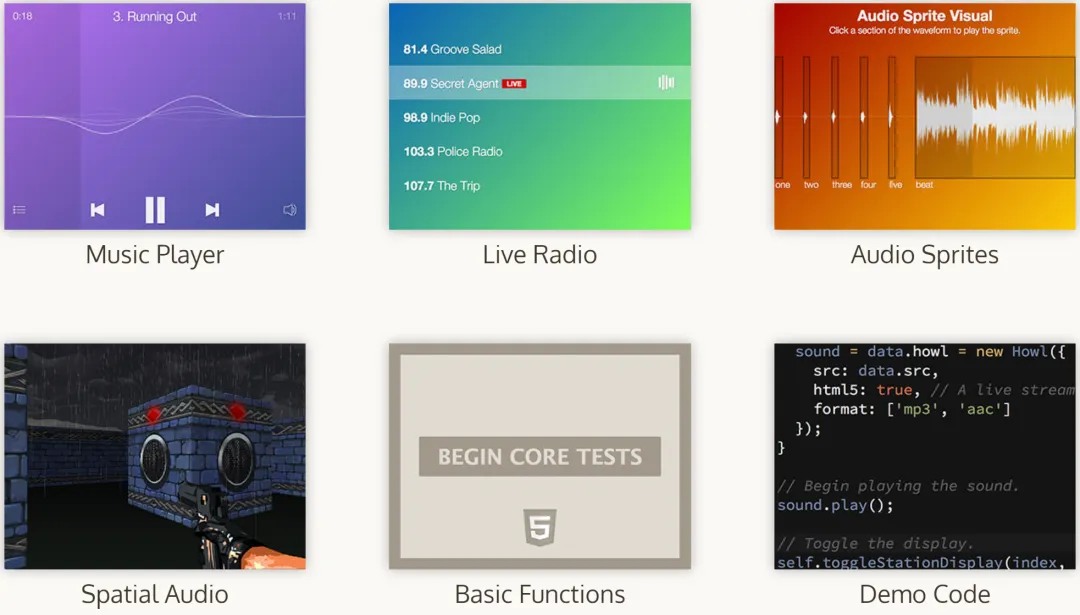 0:18
3. Running Out
1:11
Music Player
81.4 Groove Salad
89.9 Secret Agent LIVE
98.9 Indie Pop
103.3 Police Radio
107.7 The Trip
Live Radio
Audio Sprite Visual
Click a section of the waveform to play the sprite.
one two three four five beat
Audio Sprites
Spatial Audio
BEGIN CORE TESTS
5
Basic Functions
sound = data.howl = new Howl({
src: data.src,
html5: true, // A live stream
format: ['mp3', 'aac']
});
}
// Begin playing the sound.
sound.play();
// Toggle the display.
self.toggleStationDisplay(index,
Demo Code